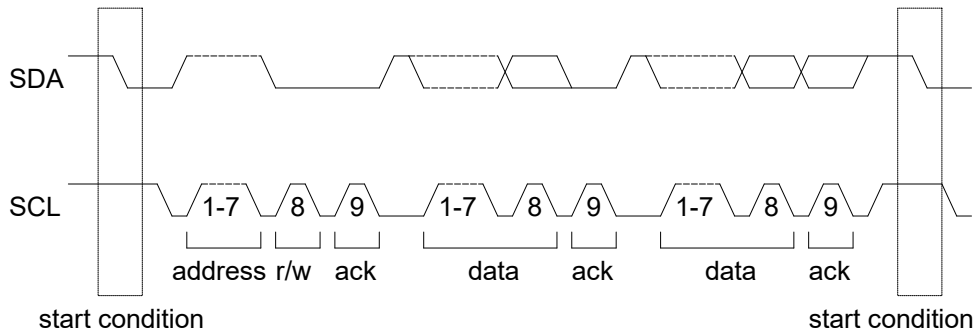 SDA
SCL
1-7 8 9 1-7 8 9 1-7 8 9
address r/w ack data ack data ack
start condition start condition